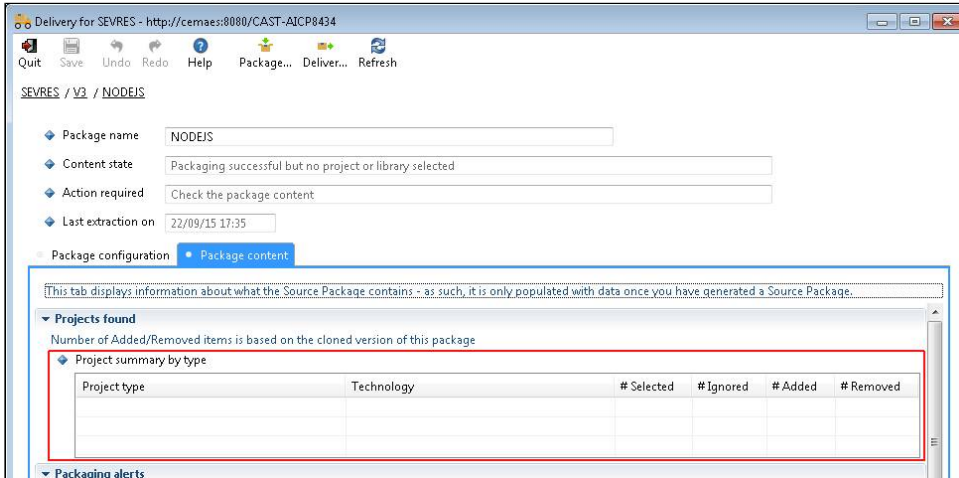 Delivery for SEVRES - http://cemaes:8080/CAST-AICP8434
Quit Save Undo Redo Help Package... Deliver... Refresh
SEVRES / V3 / NODEJS
Package name NODEJS
Content state Packaging successful but no project or library selected
Action required Check the package content
Last extraction on 22/09/15 17:35
Package configuration Package content
This tab displays information about what the Source Package contains - as such, it is only populated with data once you have generated a Source Package.
Projects found
Number of Added/Removed items is based on the cloned version of this package
Project summary by type
Project type Technology # Selected # Ignored # Added # Removed
Packaging alerts